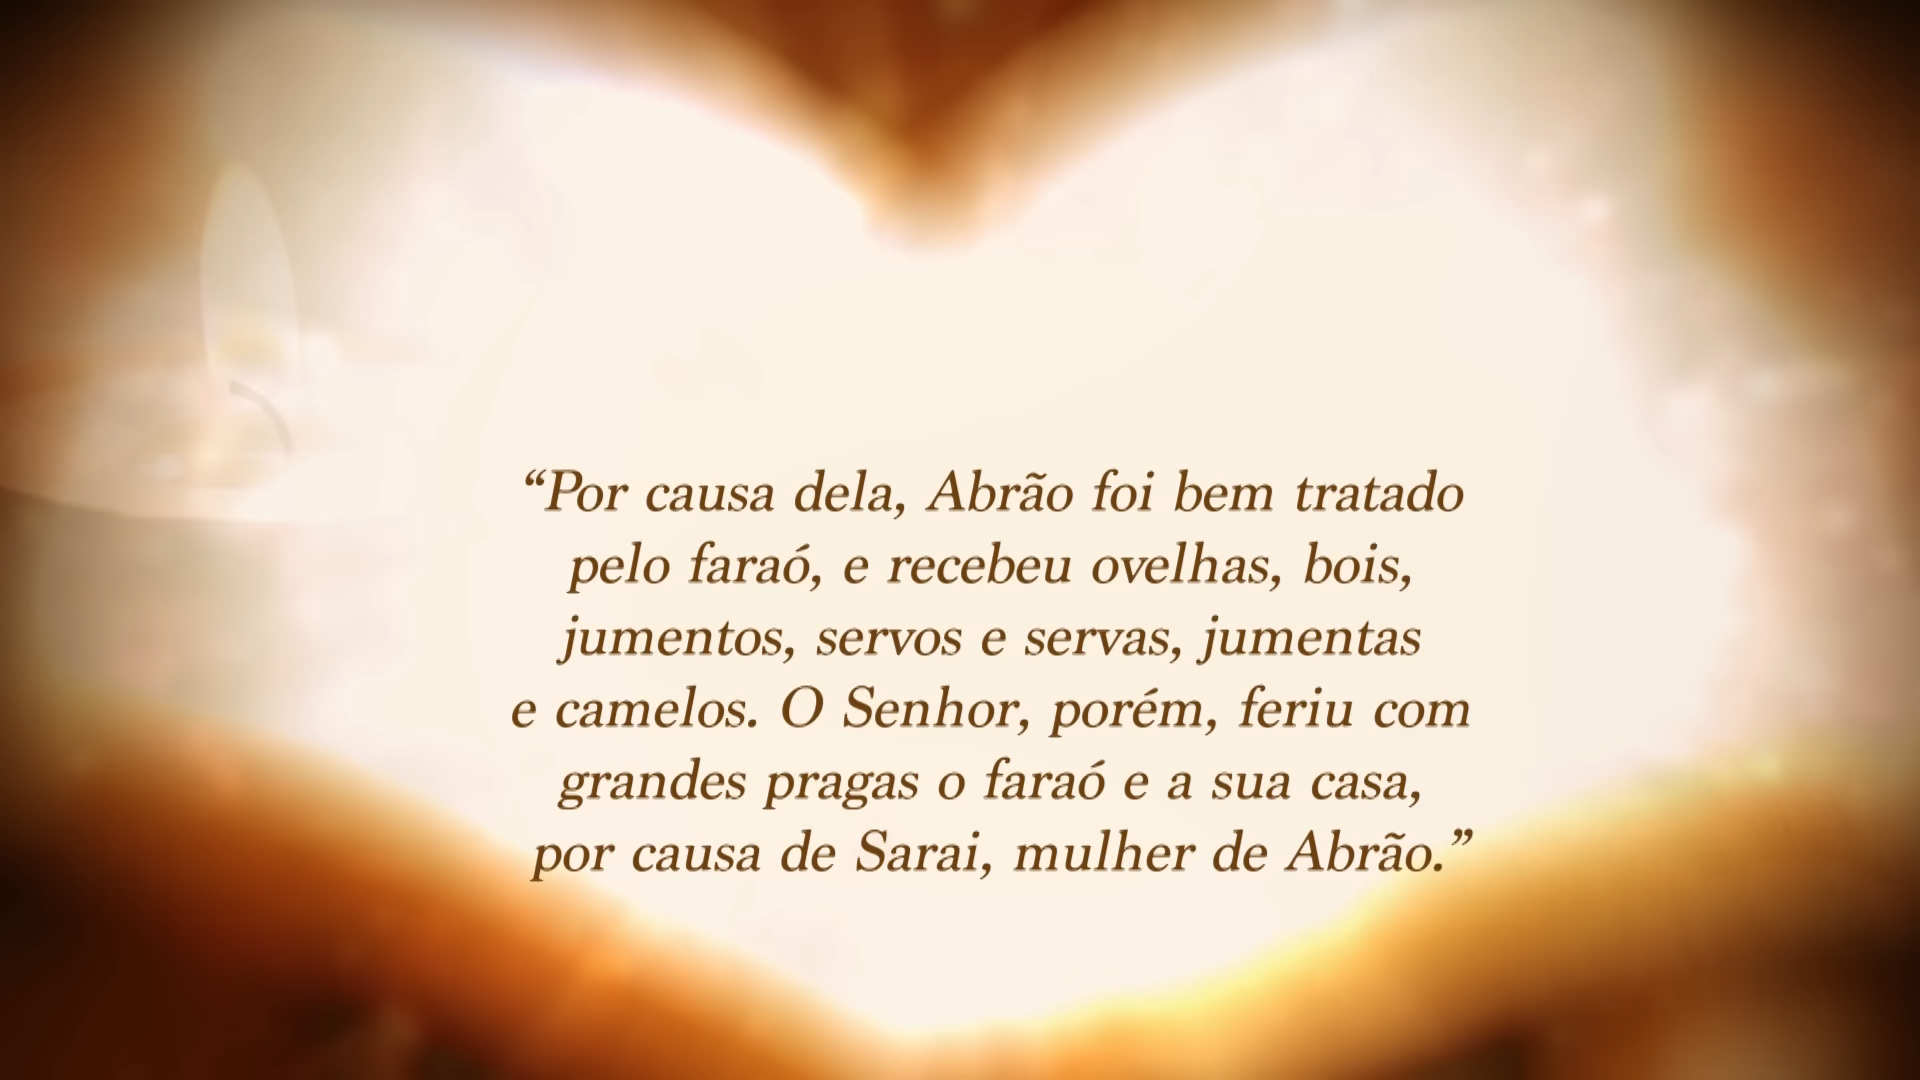 “Por causa dela, Abrão foi bem tratado
pelo faraó, e recebeu ovelhas, bois,
jumentos, servos e servas, jumentas
e camelos. O Senhor, porém, feriu com
grandes pragas o faraó e a sua casa,
por causa de Sarai, mulher de Abrão.”